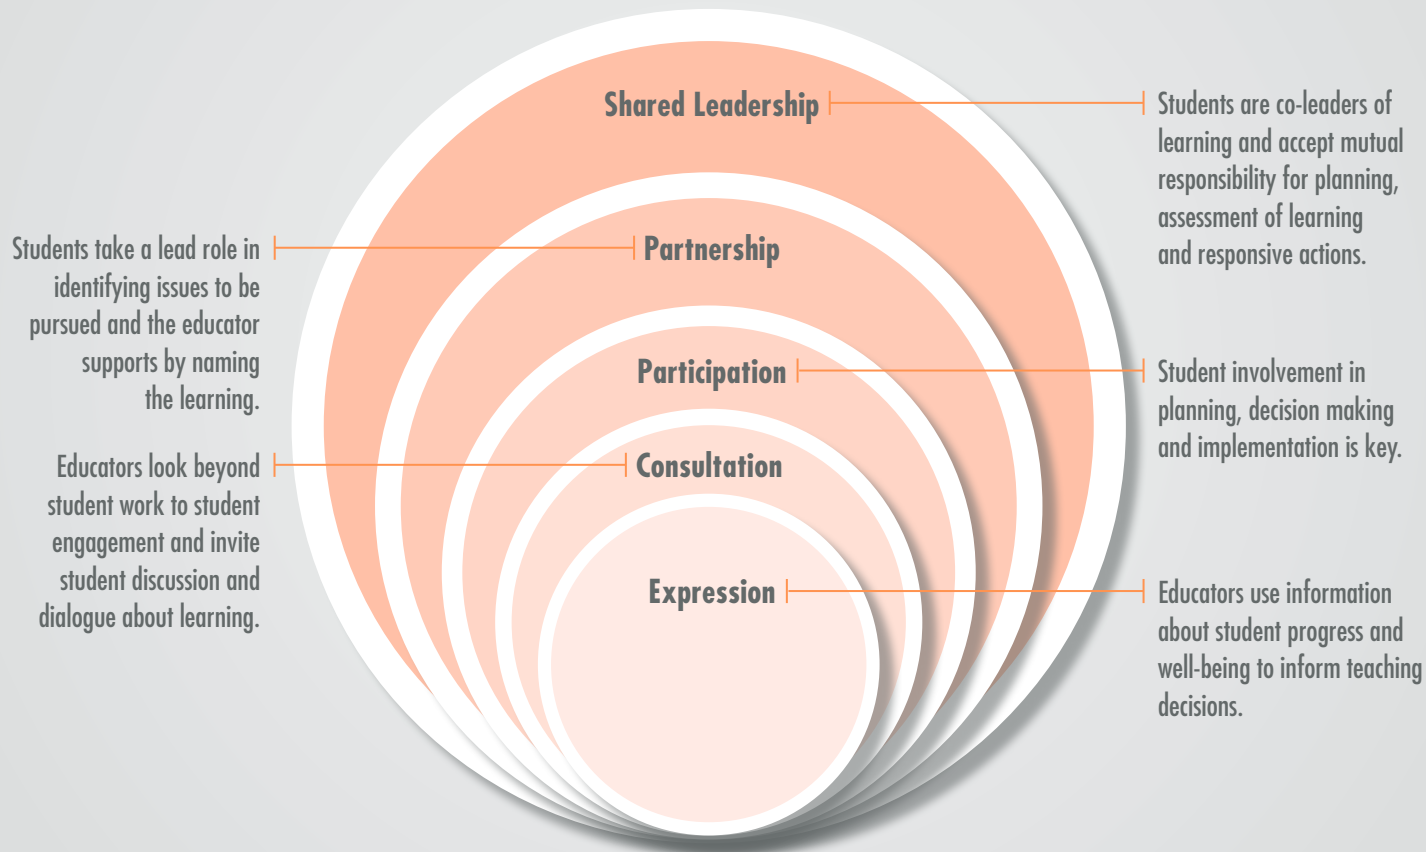 Shared Leadership
Students are co-leaders of
learning and accept mutual
responsibility for planning,
assessment of learning
and responsive actions.
Partnership
Students take a lead role in
identifying issues to be
pursued and the educator
supports by naming
the learning.
Participation
Student involvement in
planning, decision making
and implementation is key.
Consultation
Educators look beyond
student work to student
engagement and invite
student discussion and
dialogue about learning.
Expression
Educators use information
about student progress and
well-being to inform teaching
decisions.